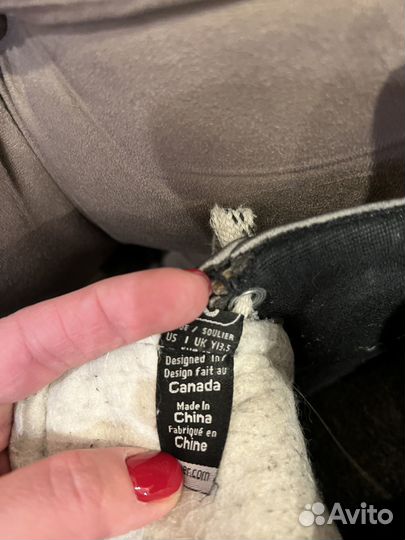 / SOULIER
US 1 UK Y13.5
Designed in/
Design fait au
Canada
Made in
China
Fabriqué en
Chine
.com
Avito